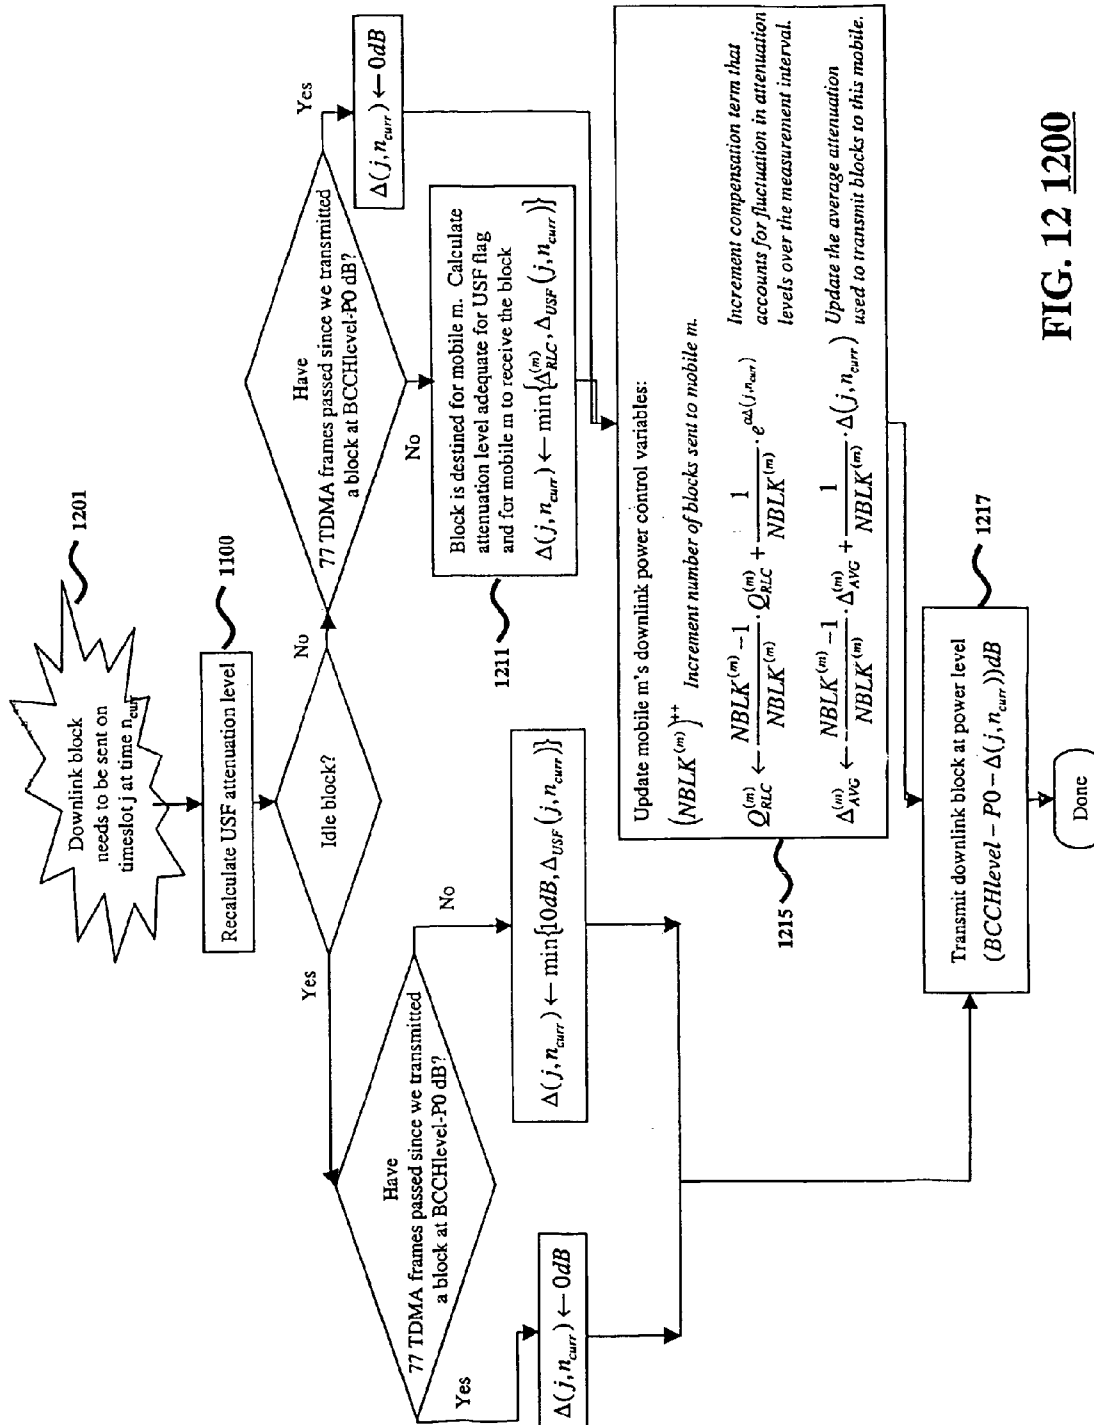 Downlink block
needs to be sent on
timeslot j at time n_curr
1201
Recalculate USF attenuation level
1100
Idle block?
Yes
No
Have
77 TDMA frames passed since we transmitted
a block at BCCHlevel-P0 dB?
Yes
No
Δ(j,n_curr) ← 0dB
Δ(j,n_curr) ← min{10dB, Δ_USF(j,n_curr)}
Have
77 TDMA frames passed since we transmitted
a block at BCCHlevel-P0 dB?
Yes
No
Δ(j,n_curr) ← 0dB
Block is destined for mobile m. Calculate
attenuation level adequate for USF flag
and for mobile m to receive the block
Δ(j,n_curr) ← min{Δ_RLC^(m), Δ_USF(j,n_curr)}
1211
Update mobile m's downlink power control variables:
(NBLK^(m))^++ Increment number of blocks sent to mobile m.
Q_RLC^(m) ← (NBLK^(m) −1)/NBLK^(m) · Q_RLC^(m) + 1/NBLK^(m) · e^(αΔ(j,n_curr))
Increment compensation term that
accounts for fluctuation in attenuation
levels over the measurement interval.
Δ_AVG^(m) ← (NBLK^(m) −1)/NBLK^(m) · Δ_AVG^(m) + 1/NBLK^(m) · Δ(j,n_curr)
Update the average attenuation
used to transmit blocks to this mobile.
1215
Transmit downlink block at power level
(BCCHlevel − P0 − Δ(j,n_curr))dB
1217
Done
FIG. 12 1200